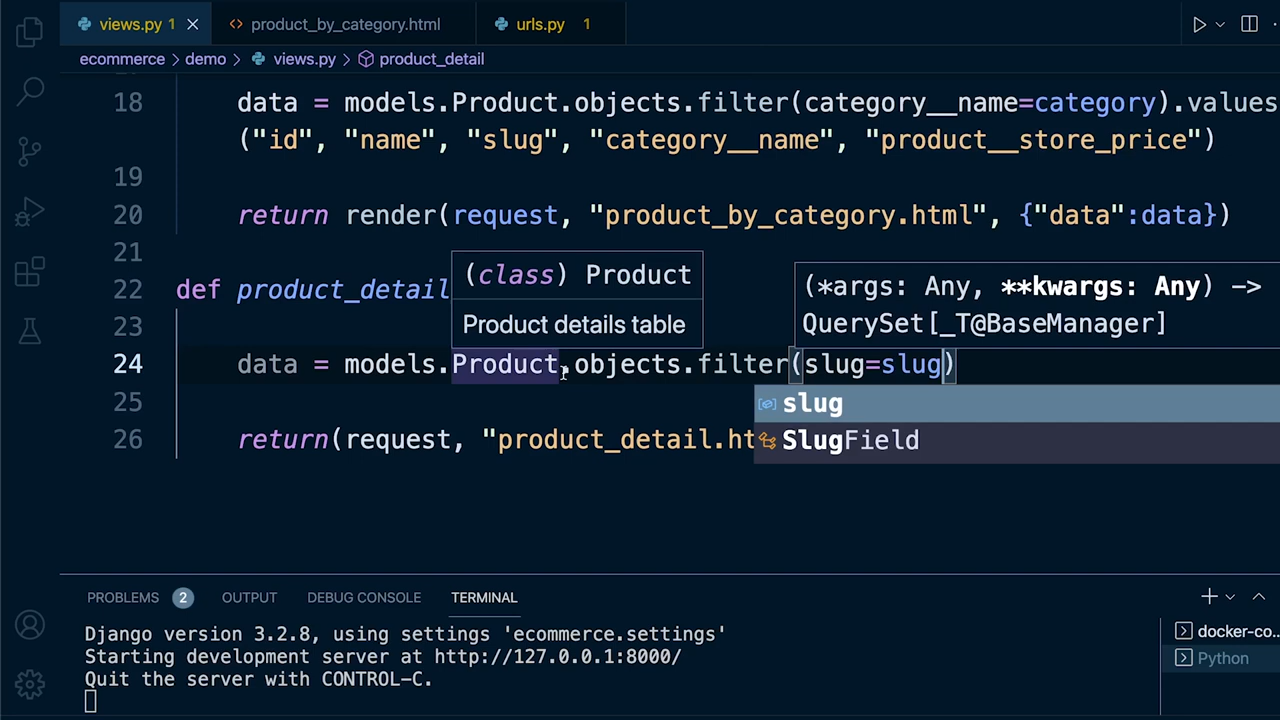 views.py 1 product_by_category.html urls.py 1
ecommerce > demo > views.py > product_detail
18 data = models.Product.objects.filter(category__name=category).values
("id", "name", "slug", "category__name", "product__store_price")
19
20 return render(request, "product_by_category.html", {"data":data})
21
(class) Product
Product details table
(*args: Any, **kwargs: Any) ->
QuerySet[_T@BaseManager]
22 def product_detail
23
24 data = models.Product.objects.filter(slug=slug)
25
slug
SlugField
26 return(request, "product_detail.ht
PROBLEMS 2 OUTPUT DEBUG CONSOLE TERMINAL
Django version 3.2.8, using settings 'ecommerce.settings'
Starting development server at http://127.0.0.1:8000/
Quit the server with CONTROL-C.
docker-co...
Python